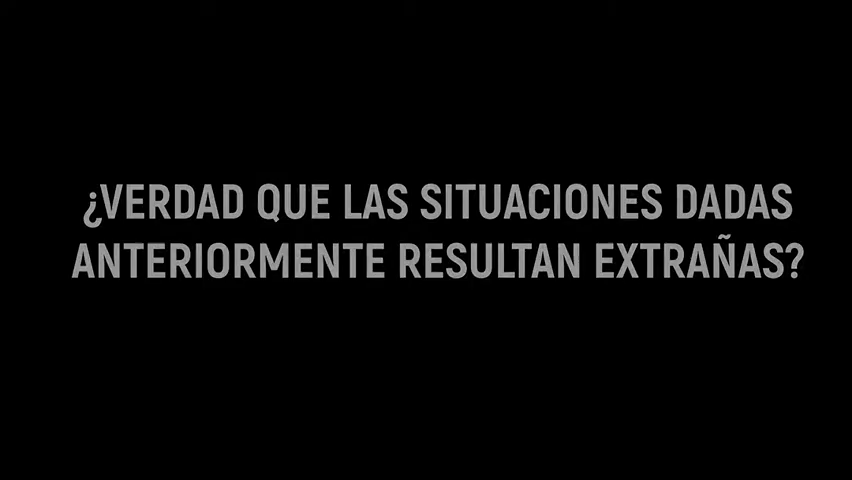 ¿VERDAD QUE LAS SITUACIONES DADAS
ANTERIORMENTE RESULTAN EXTRAÑAS?